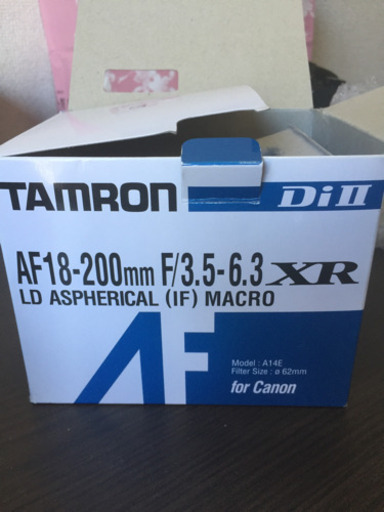 TAMRON Di II
AF18-200mm F/3.5-6.3 XR
LD ASPHERICAL (IF) MACRO
AF
Model : A14E
Filter Size : ø 62mm
for Canon